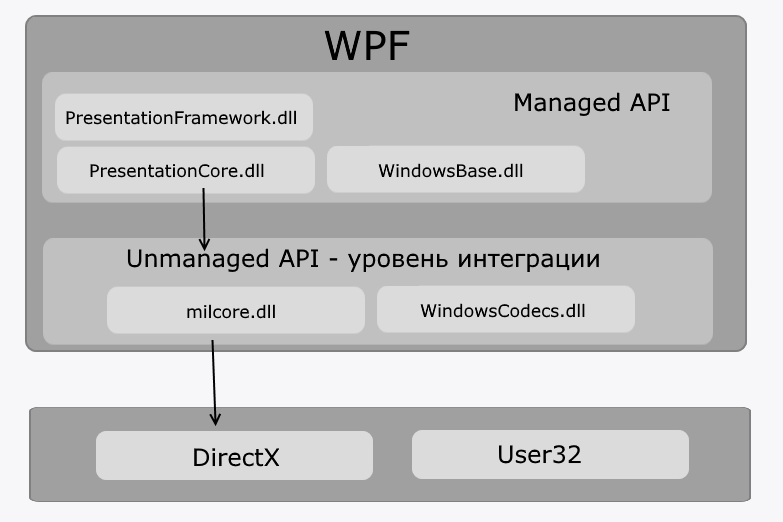 WPF
Managed API
PresentationFramework.dll
PresentationCore.dll
WindowsBase.dll
Unmanaged API - уровень интеграции
milcore.dll
WindowsCodecs.dll
DirectX
User32